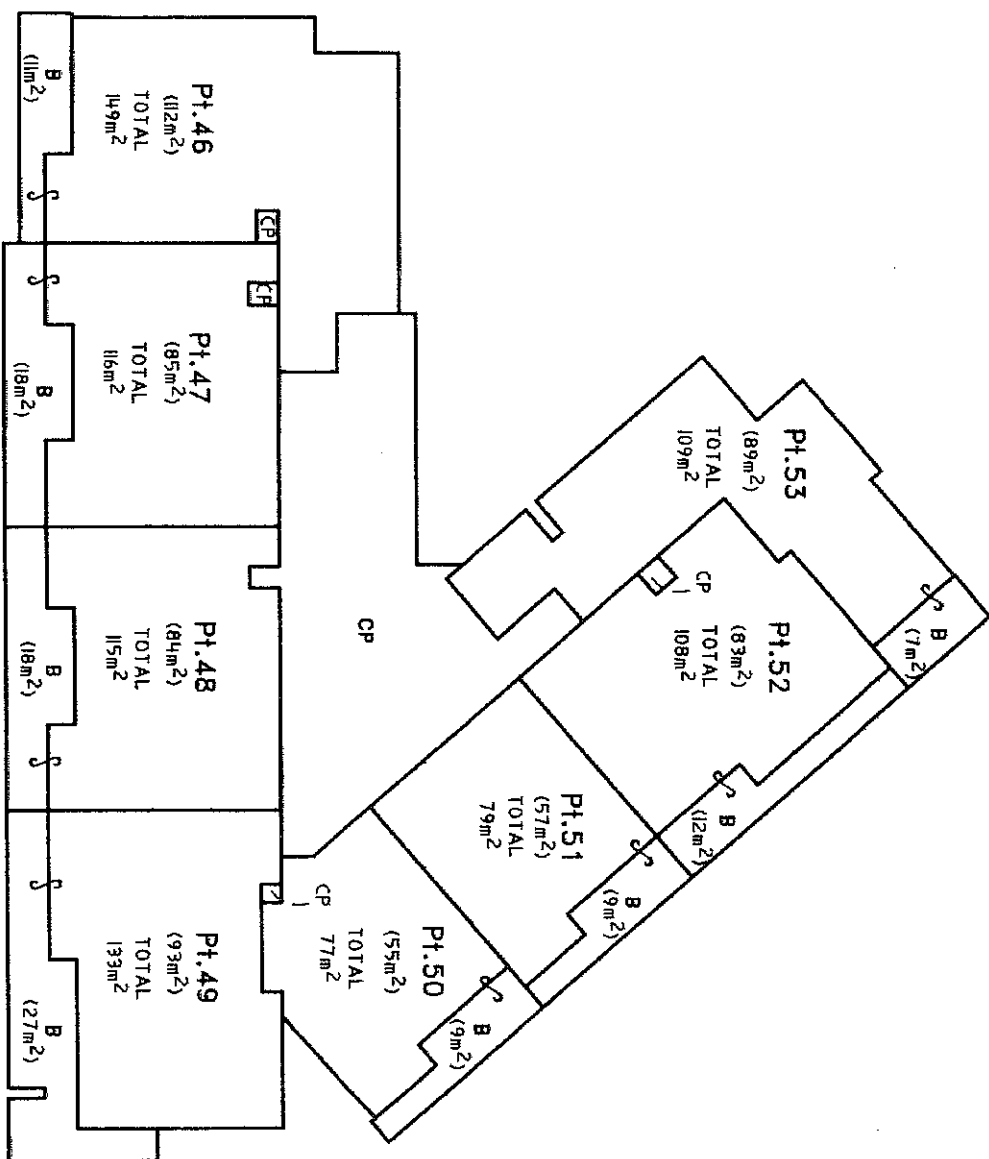 Pt.46
(112m²)
TOTAL
149m²
B
(11m²)
CP
CP
Pt.47
(85m²)
TOTAL
116m²
B
(18m²)
Pt.48
(84m²)
TOTAL
115m²
B
(18m²)
CP
Pt.49
(93m²)
TOTAL
133m²
B
(27m²)
CP
Pt.50
(55m²)
TOTAL
77m²
B
(9m²)
Pt.51
(57m²)
TOTAL
79m²
B
(9m²)
Pt.52
(83m²)
TOTAL
108m²
CP
B
(12m²)
Pt.53
(89m²)
TOTAL
109m²
B
(7m²)